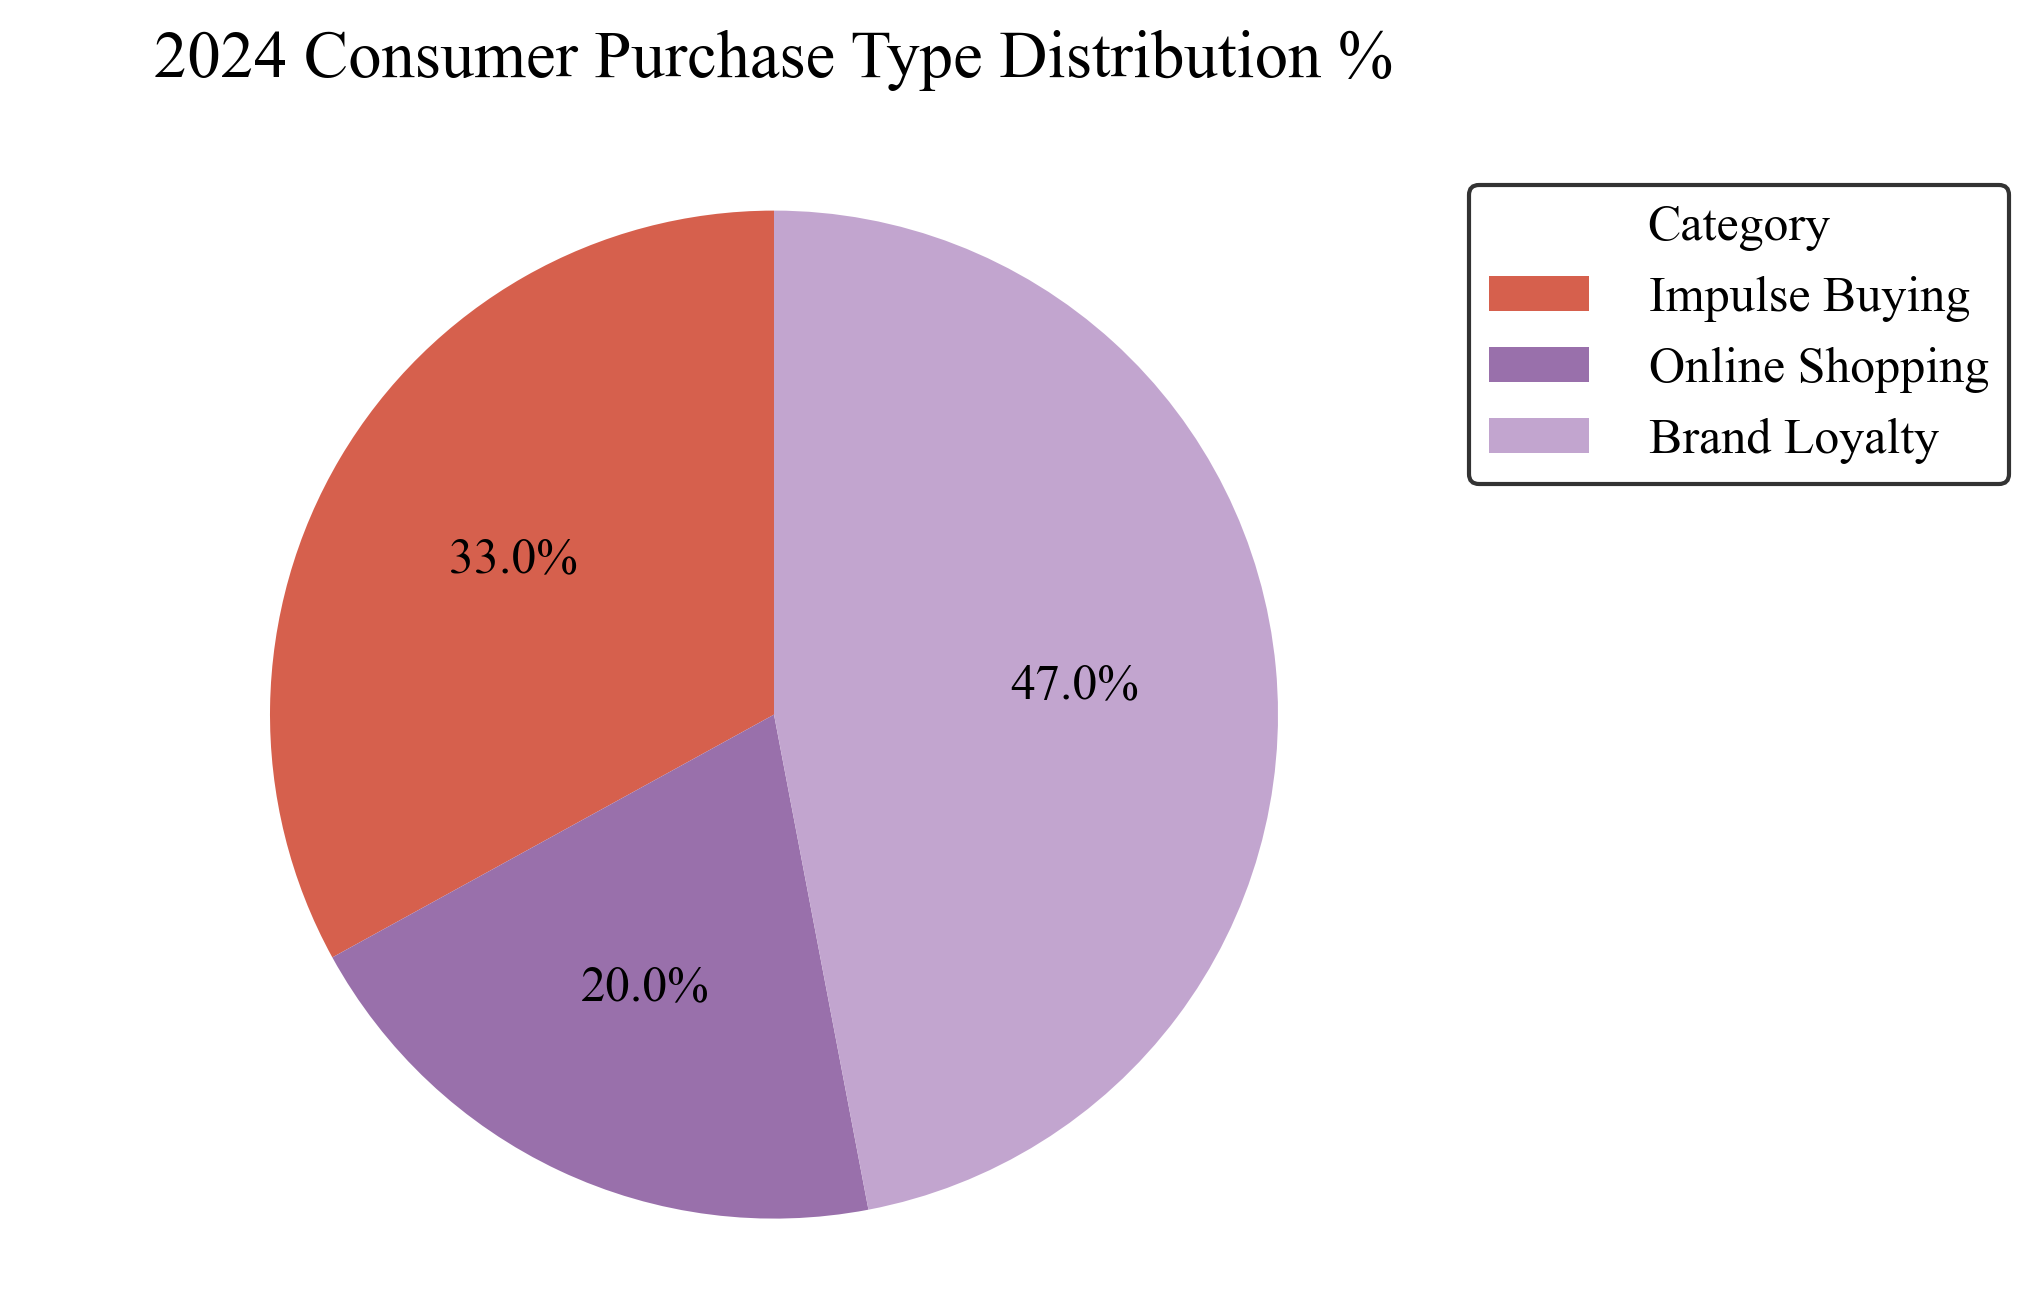 2024 Consumer Purchase Type Distribution %
Category
Impulse Buying
Online Shopping
Brand Loyalty
33.0%
47.0%
20.0%